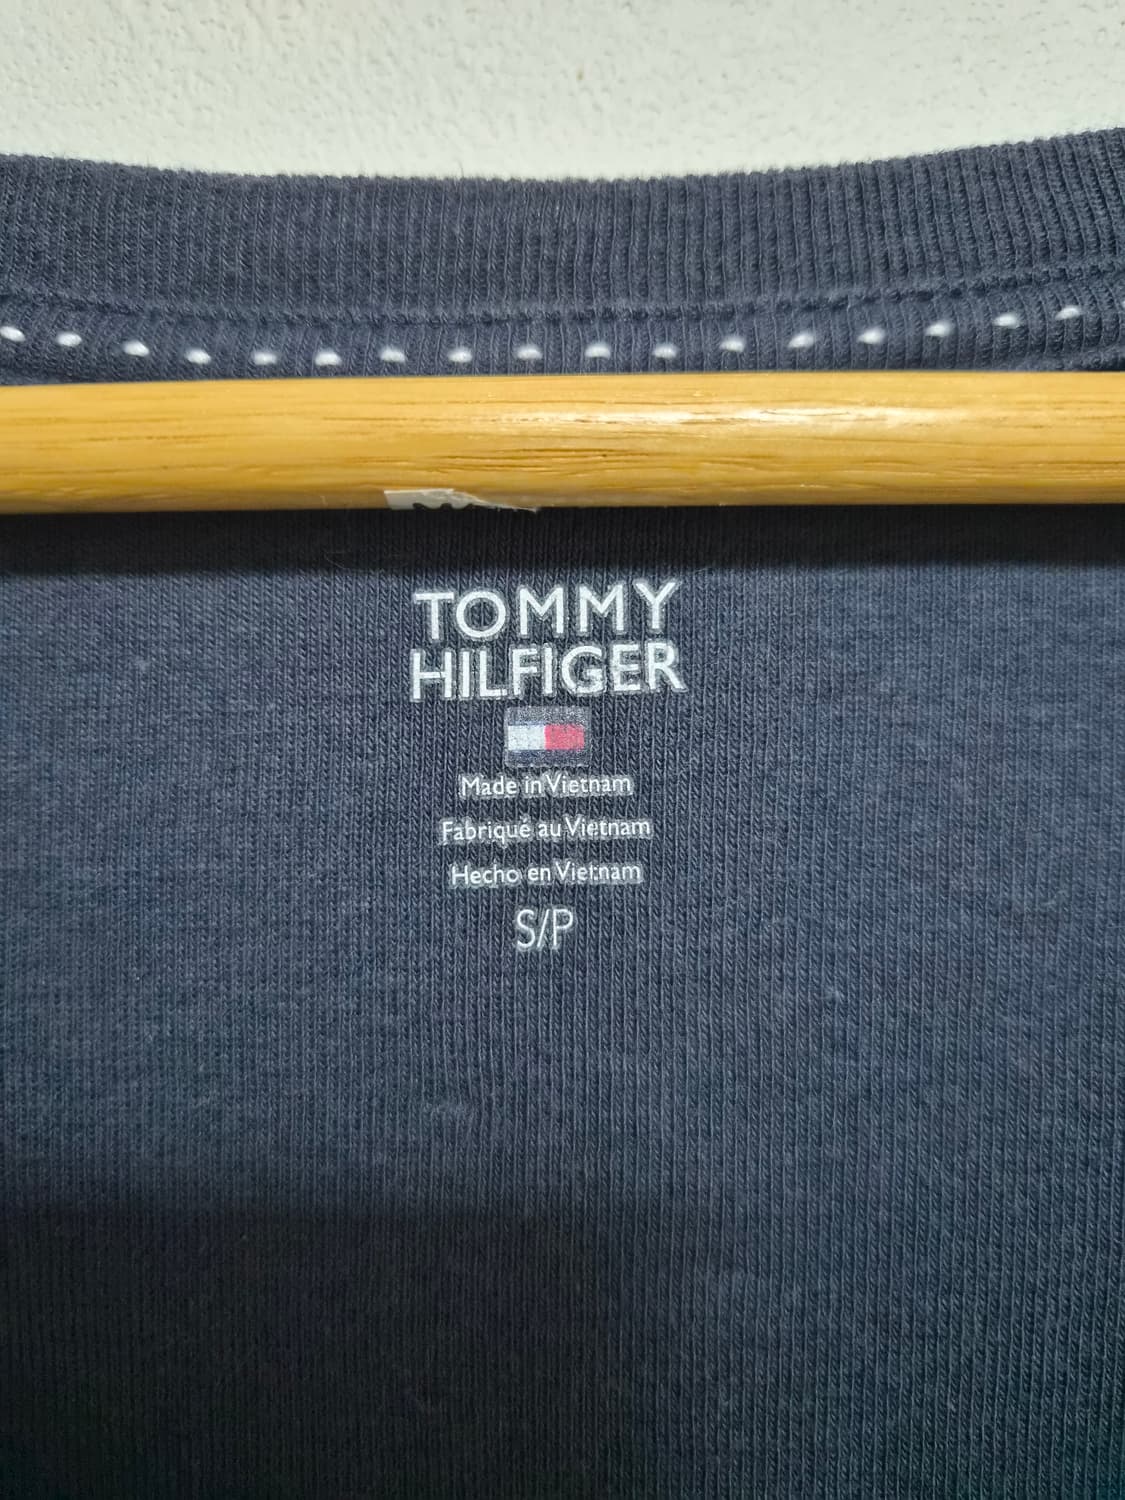 TOMMY
HILFIGER
Made in Vietnam
Fabriqué au Vietnam
Hecho en Vietnam
S/P